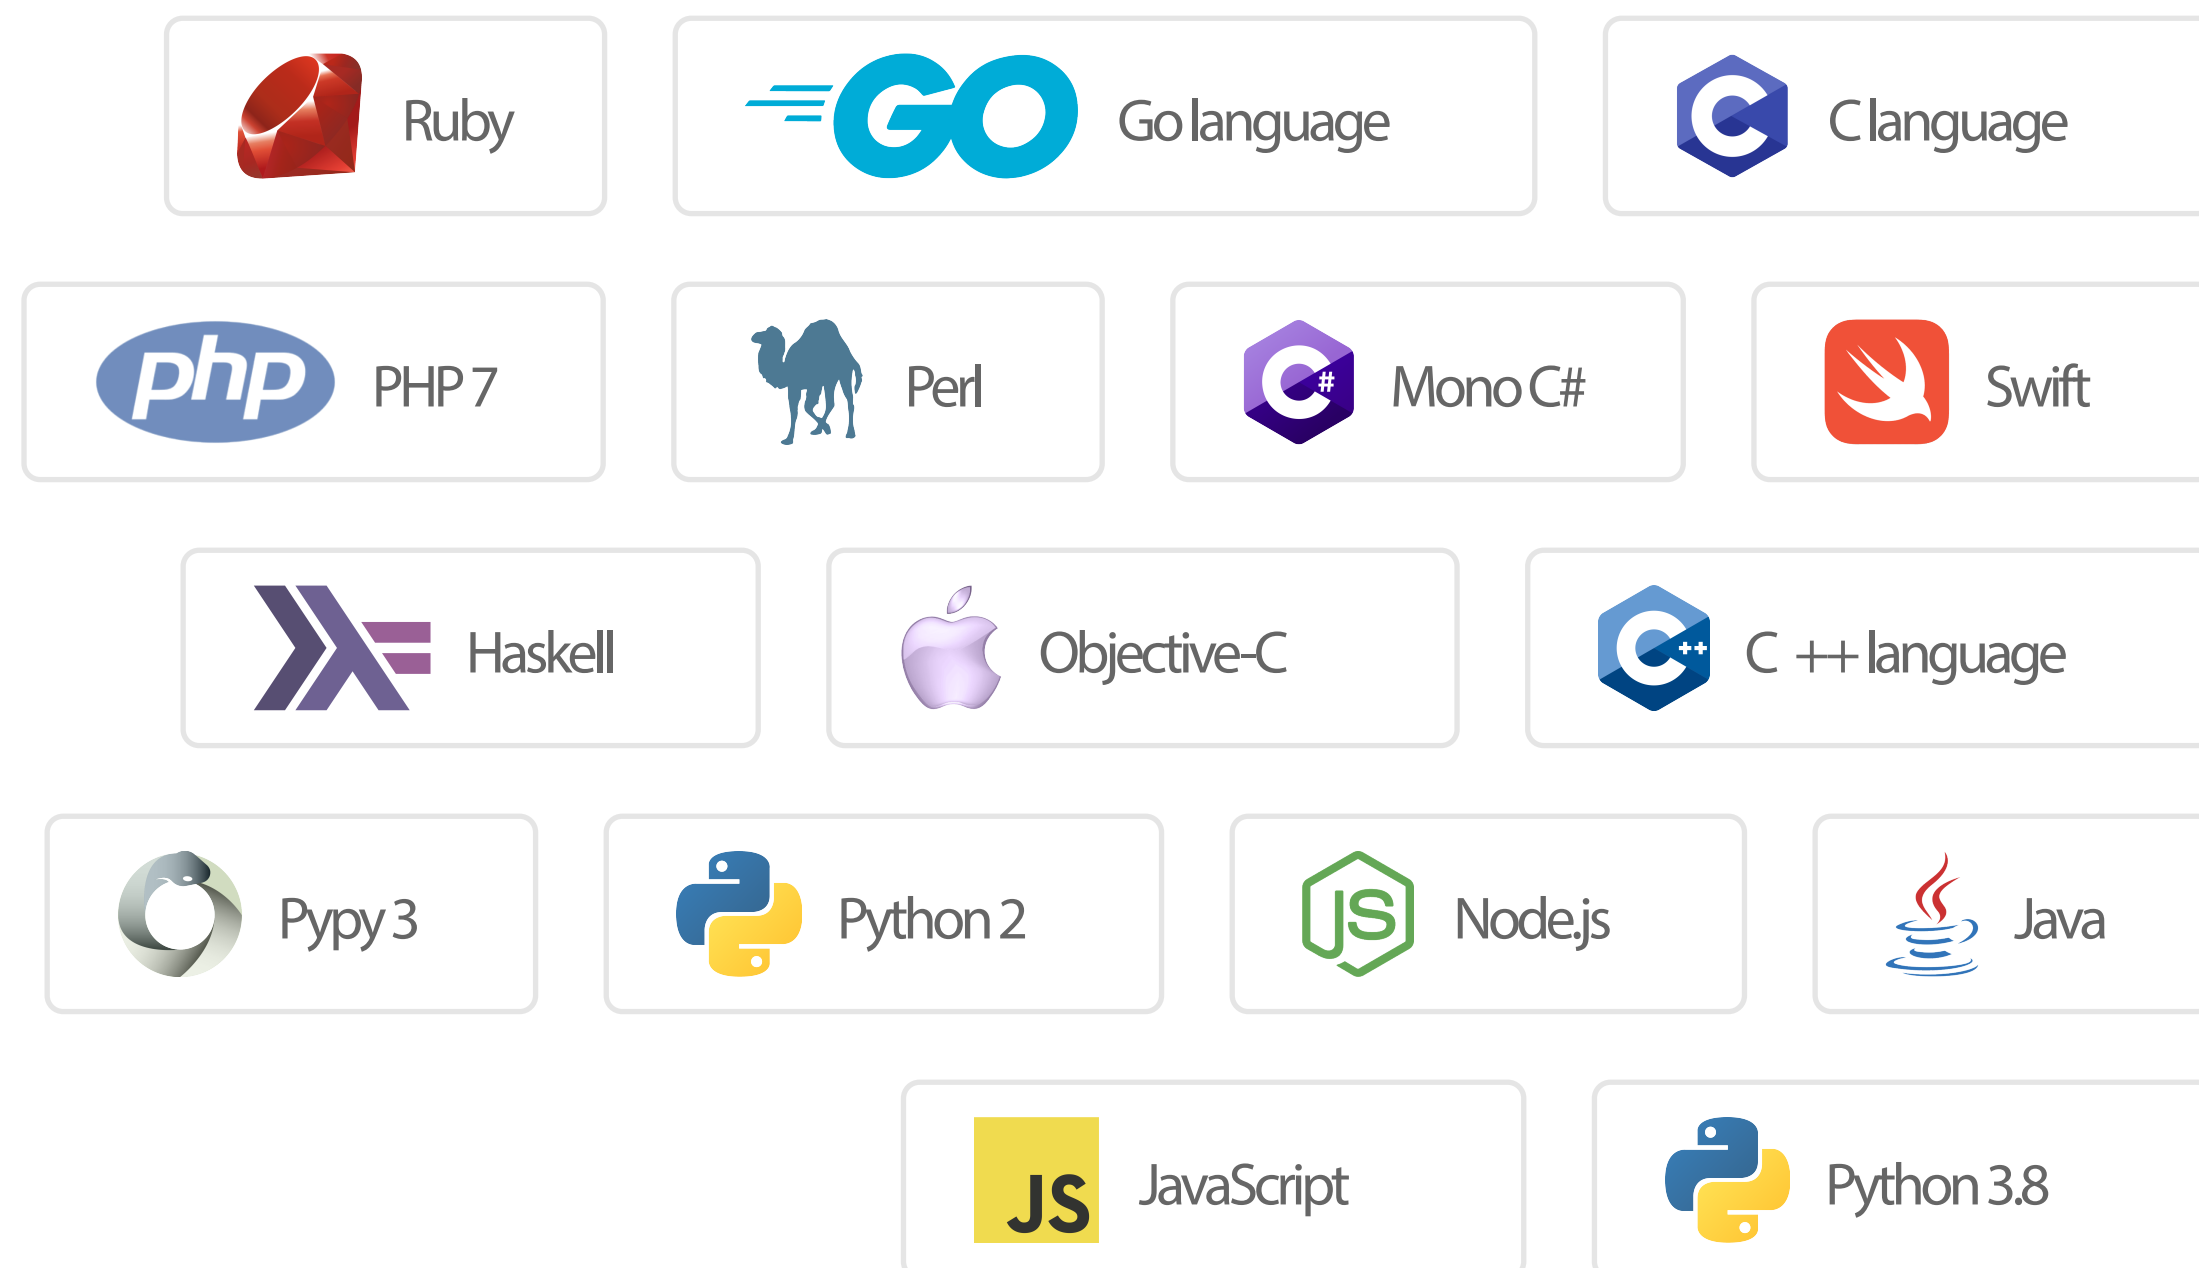 Ruby
GO Go language
C C language
php PHP 7
Perl
C# Mono C#
Swift
Haskell
Objective-C
C++ C ++ language
Pypy 3
Python 2
JS Node.js
Java
JS JavaScript
Python 3.8